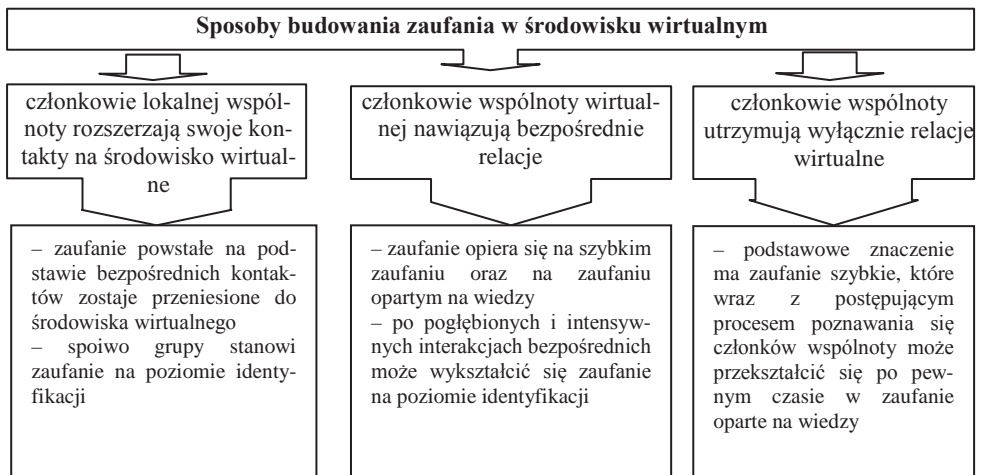 Sposoby budowania zaufania w środowisku wirtualnym
członkowie lokalnej wspól-
noty rozszerzają swoje kon-
takty na środowisko wirtual-
ne
członkowie wspólnoty wirtual-
nej nawiązują bezpośrednie
relacje
członkowie wspólnoty
utrzymują wyłącznie relacje
wirtualne
– zaufanie powstałe na pod-
stawie bezpośrednich kontak-
tów zostaje przeniesione do
środowiska wirtualnego
– spoiwo grupy stanowi
zaufanie na poziomie identy-
fikacji
– zaufanie opiera się na szybkim
zaufaniu oraz na zaufaniu
opartym na wiedzy
– po pogłębionych i intensyw-
nych interakcjach bezpośrednich
może wykształcić się zaufanie
na poziomie identyfikacji
– podstawowe znaczenie
ma zaufanie szybkie, które
wraz z postępującym
procesem poznawania się
członków wspólnoty może
przekształcić się po pew-
nym czasie w zaufanie
oparte na wiedzy